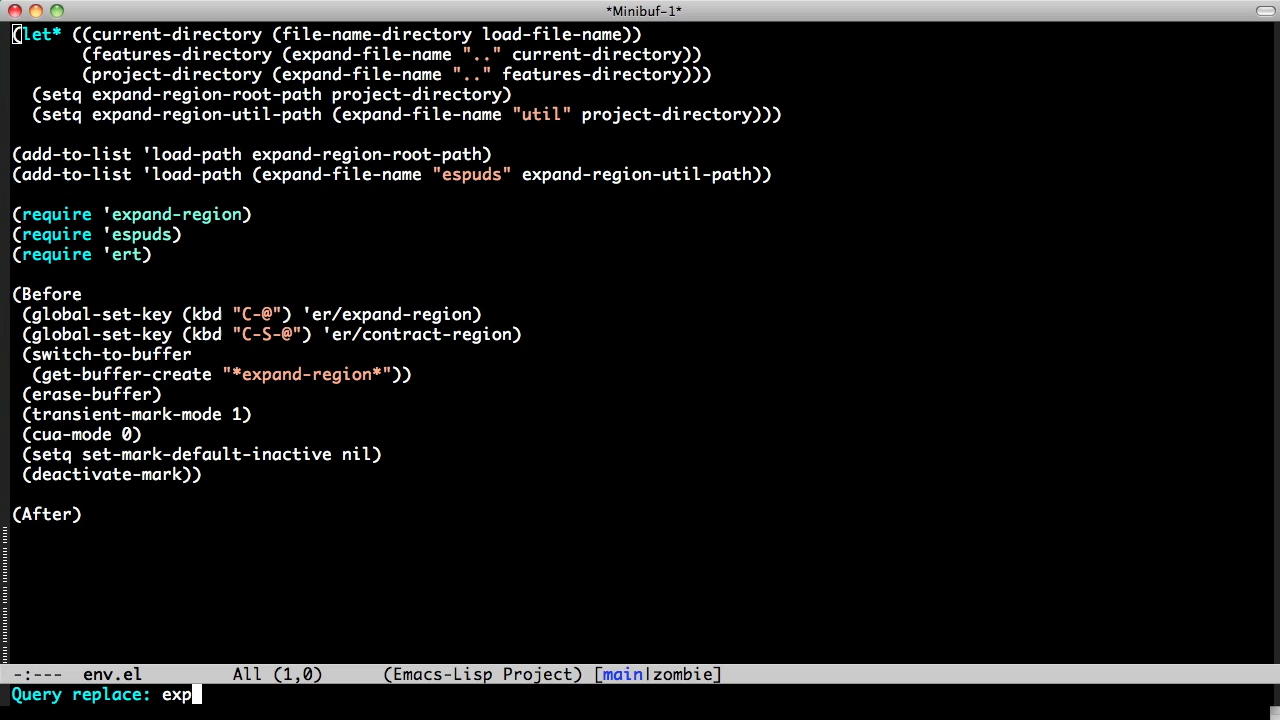 *Minibuf-1*
(let* ((current-directory (file-name-directory load-file-name))
       (features-directory (expand-file-name ".." current-directory))
       (project-directory (expand-file-name ".." features-directory)))
  (setq expand-region-root-path project-directory)
  (setq expand-region-util-path (expand-file-name "util" project-directory)))

(add-to-list 'load-path expand-region-root-path)
(add-to-list 'load-path (expand-file-name "espuds" expand-region-util-path))

(require 'expand-region)
(require 'espuds)
(require 'ert)

(Before
 (global-set-key (kbd "C-@") 'er/expand-region)
 (global-set-key (kbd "C-S-@") 'er/contract-region)
 (switch-to-buffer
  (get-buffer-create "*expand-region*"))
 (erase-buffer)
 (transient-mark-mode 1)
 (cua-mode 0)
 (setq set-mark-default-inactive nil)
 (deactivate-mark))

(After)
-:---  env.el         All (1,0)      (Emacs-Lisp Project) [main|zombie]
Query replace: exp